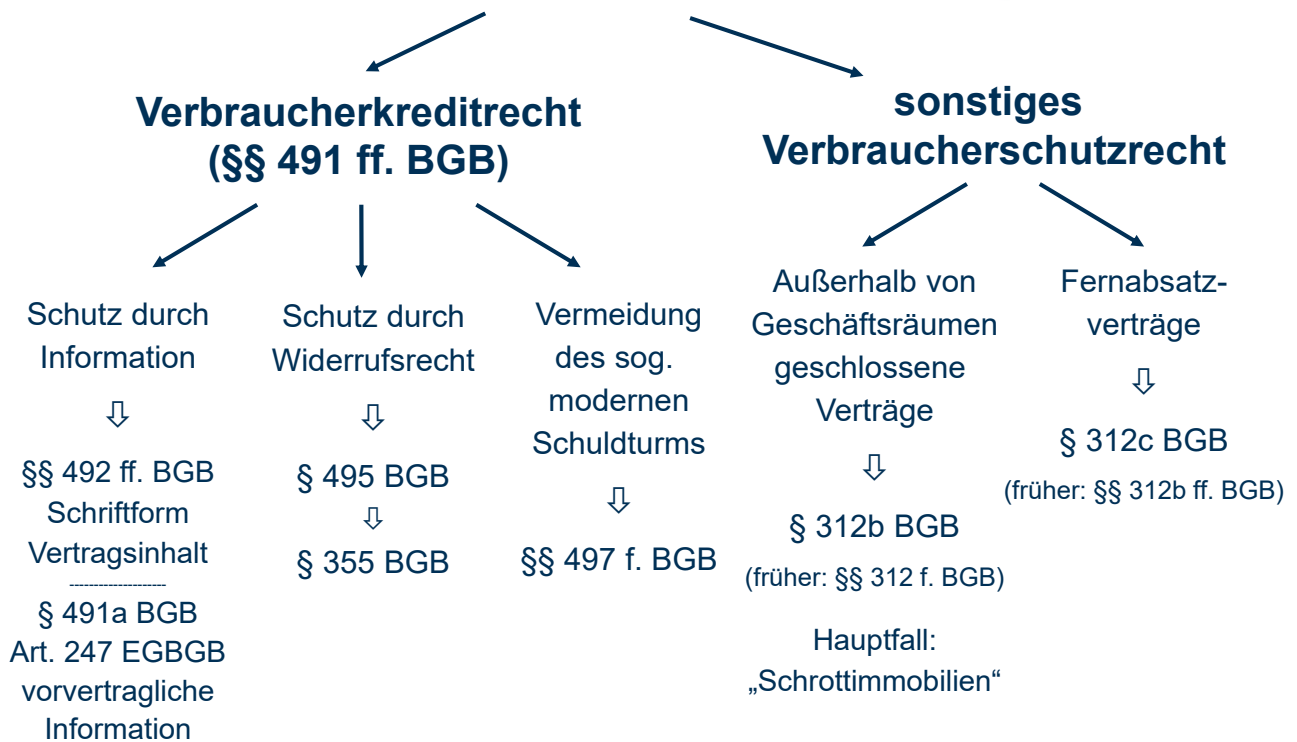 Verbraucherkreditrecht
(§§ 491 ff. BGB)
Schutz durch
Information
⇩
§§ 492 ff. BGB
Schriftform
Vertragsinhalt
--------------------
§ 491a BGB
Art. 247 EGBGB
vorvertragliche
Information
Schutz durch
Widerrufsrecht
⇩
§ 495 BGB
⇩
§ 355 BGB
Vermeidung
des sog.
modernen
Schuldturms
⇩
§§ 497 f. BGB
sonstiges
Verbraucherschutzrecht
Außerhalb von
Geschäftsräumen
geschlossene
Verträge
⇩
§ 312b BGB
(früher: §§ 312 f. BGB)
Hauptfall:
„Schrottimmobilien“
Fernabsatz-
verträge
⇩
§ 312c BGB
(früher: §§ 312b ff. BGB)